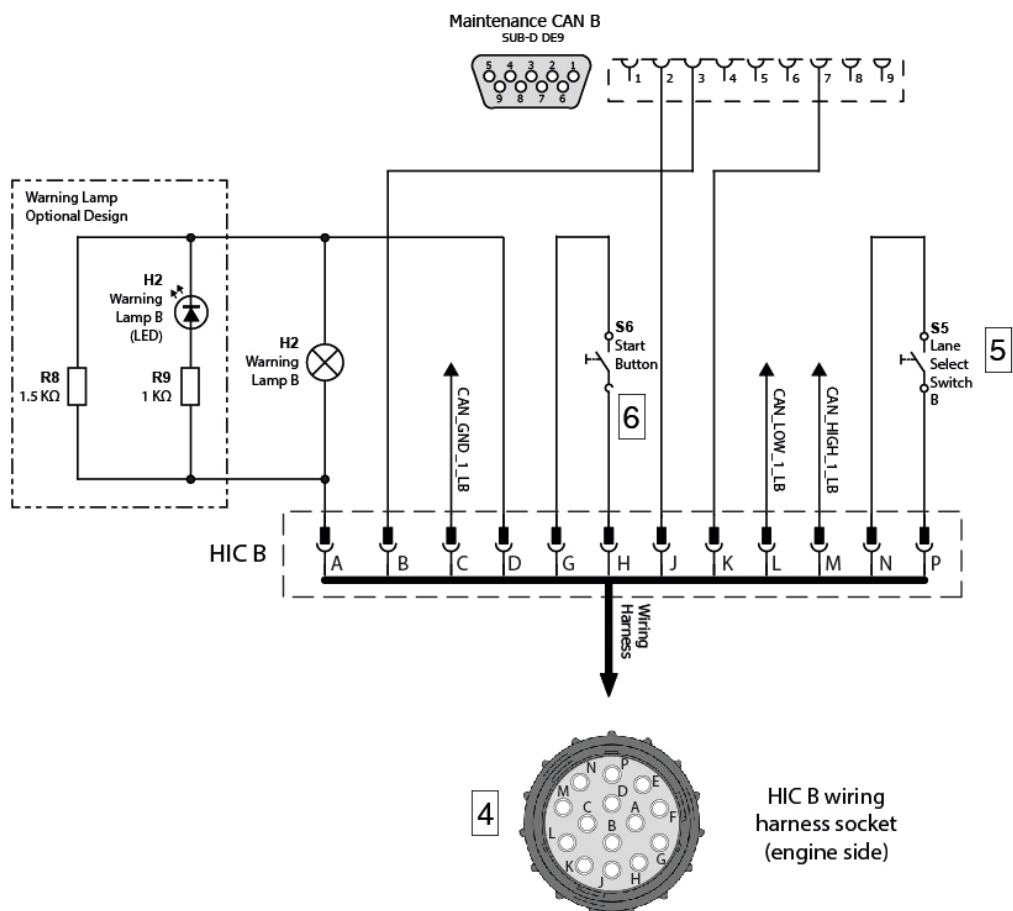 Maintenance CAN B
SUB-D DE9
5 4 3 2 1
9 8 7 6
1 2 3 4 5 6 7 8 9
Warning Lamp
Optional Design
H2
Warning
Lamp B
(LED)
R8
1.5 KΩ
R9
1 KΩ
H2
Warning
Lamp B
CAN_GND_1_LB
S6
Start
Button
6
CAN_LOW_1_LB
CAN_HIGH_1_LB
S5
Lane
Select
Switch
B
5
HIC B
A B C D G H J K L M N P
Wiring
Harness
4
N P E
M D
C A F
L B
K G
J H
HIC B wiring
harness socket
(engine side)